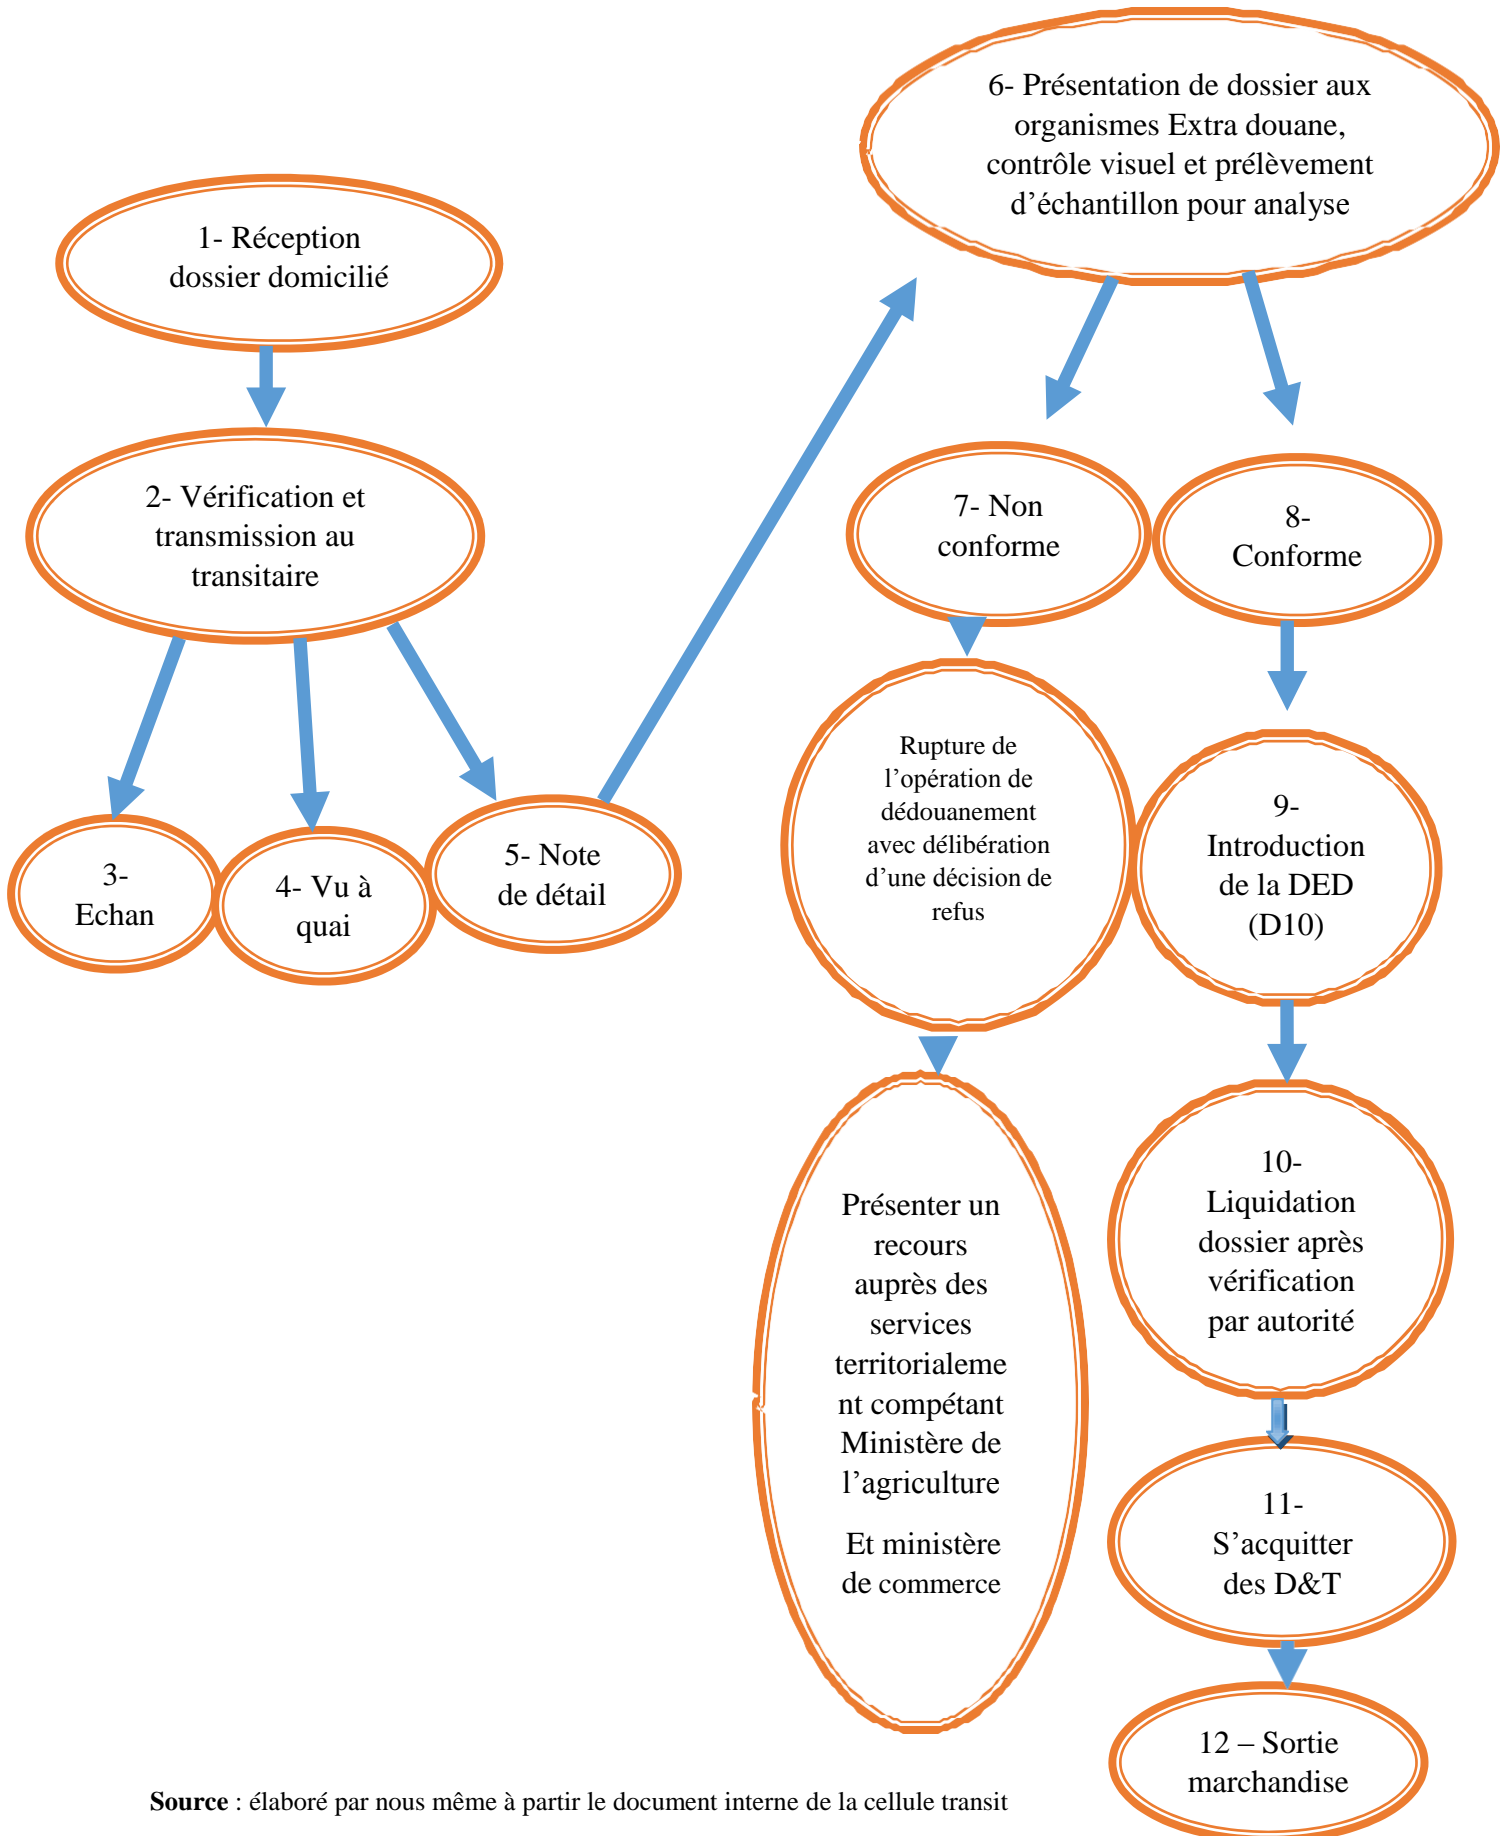 1- Réception
dossier domicilié
2- Vérification et
transmission au
transitaire
3-
Echan
4- Vu à
quai
5- Note
de détail
6- Présentation de dossier aux
organismes Extra douane,
contrôle visuel et prélèvement
d’échantillon pour analyse
7- Non
conforme
8-
Conforme
Rupture de
l’opération de
dédouanement
avec délibération
d’une décision de
refus
9-
Introduction
de la DED
(D10)
Présenter un
recours
auprès des
services
territorialeme
nt compétant
Ministère de
l’agriculture
Et ministère
de commerce
10-
Liquidation
dossier après
vérification
par autorité
11-
S’acquitter
des D&T
12 – Sortie
marchandise
Source : élaboré par nous même à partir le document interne de la cellule transit